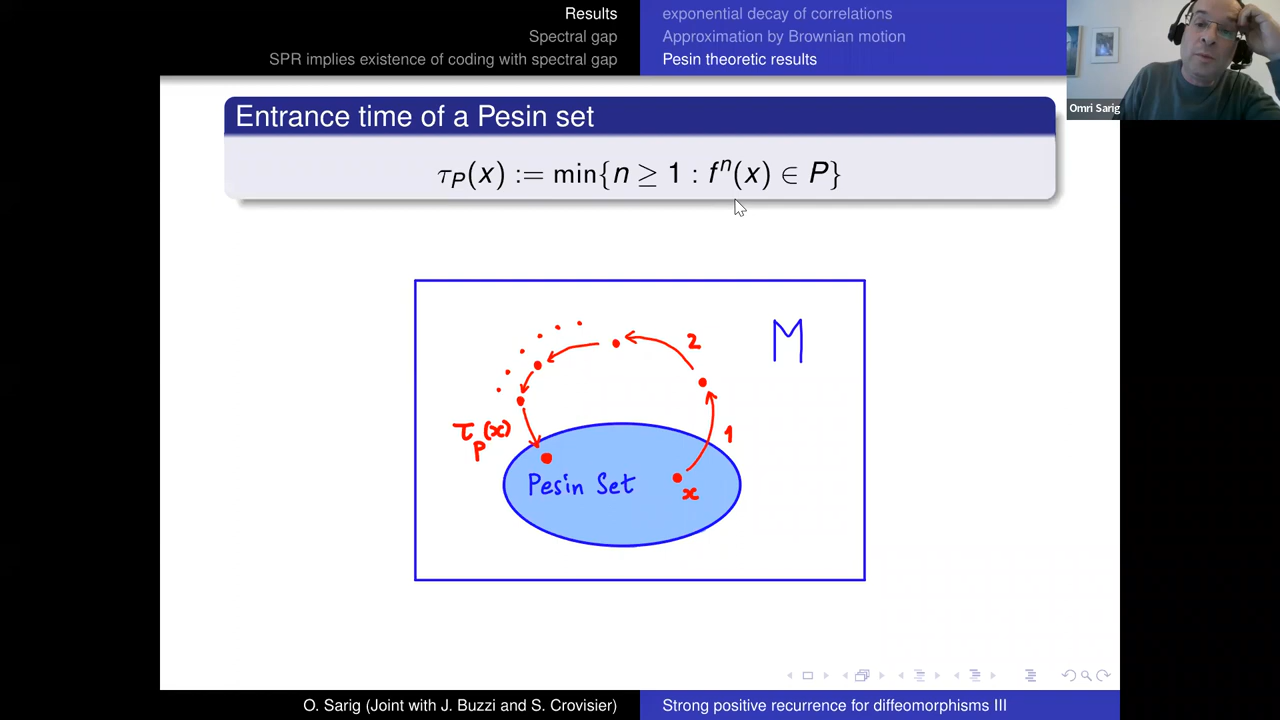 Results
Spectral gap
SPR implies existence of coding with spectral gap
exponential decay of correlations
Approximation by Brownian motion
Pesin theoretic results
Omri Sarig
Entrance time of a Pesin set
τ_P(x) := min{n ≥ 1 : f^n(x) ∈ P}
M
2
τ_P(x)
1
Pesin Set
x
O. Sarig (Joint with J. Buzzi and S. Crovisier)
Strong positive recurrence for diffeomorphisms III